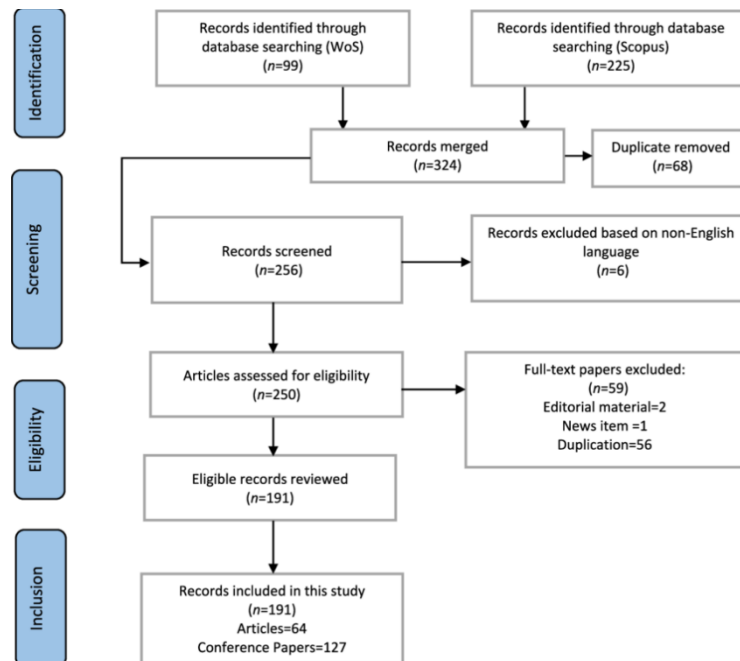 Identification
Records identified through
database searching (WoS)
(n=99)
Records identified through database
searching (Scopus)
(n=225)
Records merged
(n=324)
Duplicate removed
(n=68)
Screening
Records screened
(n=256)
Records excluded based on non-English
language
(n=6)
Articles assessed for eligibility
(n=250)
Eligibility
Full-text papers excluded:
(n=59)
Editorial material=2
News item =1
Duplication=56
Eligible records reviewed
(n=191)
Inclusion
Records included in this study
(n=191)
Articles=64
Conference Papers=127